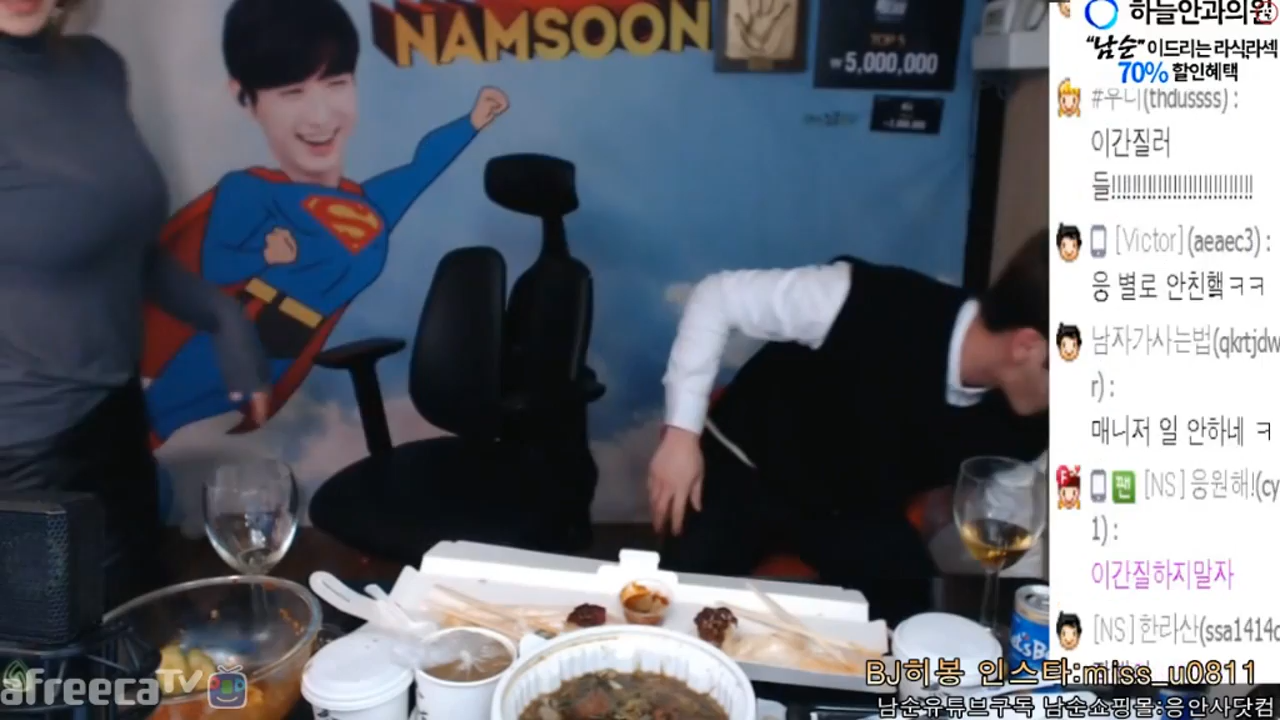 NAMSOON
TOP 5
₩5,000,000
하늘안과의원
"남순"이드리는 라식라섹
70% 할인혜택
#우니(thdussss) :
이간질러
들!!!!!!!!!!!!!!!!!!!!!!!!!!!!
[Victor](aeaec3) :
응 별로 안친햌ㅋㅋ
남자가사는법(qkrtjdw
r) :
매니저 일 안하네 ㅋ
팬 [NS]응원해!(cy
1) :
이간질하지말자
[NS]한라산(ssa1414c
BJ히봉 인스타:miss_u0811
남순유튜브구독 남순쇼핑몰:응안사닷컴
afreecaTV